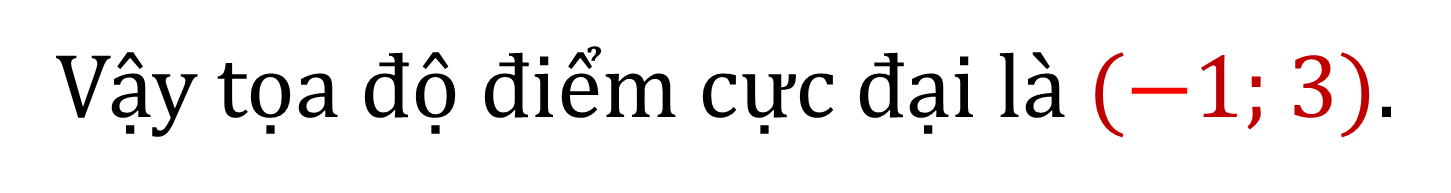 Vậy tọa độ điểm cực đại là (−1; 3).